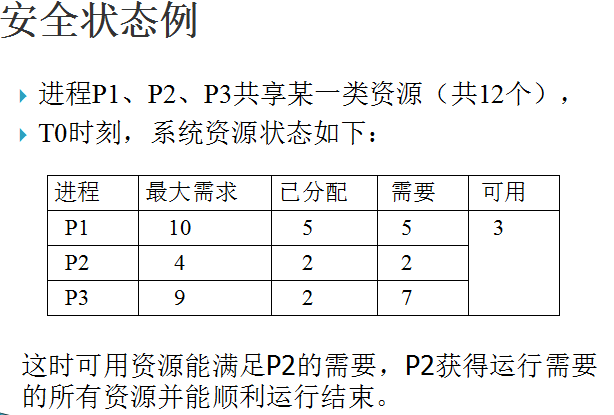 安全状态例
进程P1、P2、P3共享某一类资源（共12个），
T0时刻，系统资源状态如下：
进程 最大需求 已分配 需要 可用
P1 10 5 5 3
P2 4 2 2
P3 9 2 7
这时可用资源能满足P2的需要，P2获得运行需要
的所有资源并能顺利运行结束。